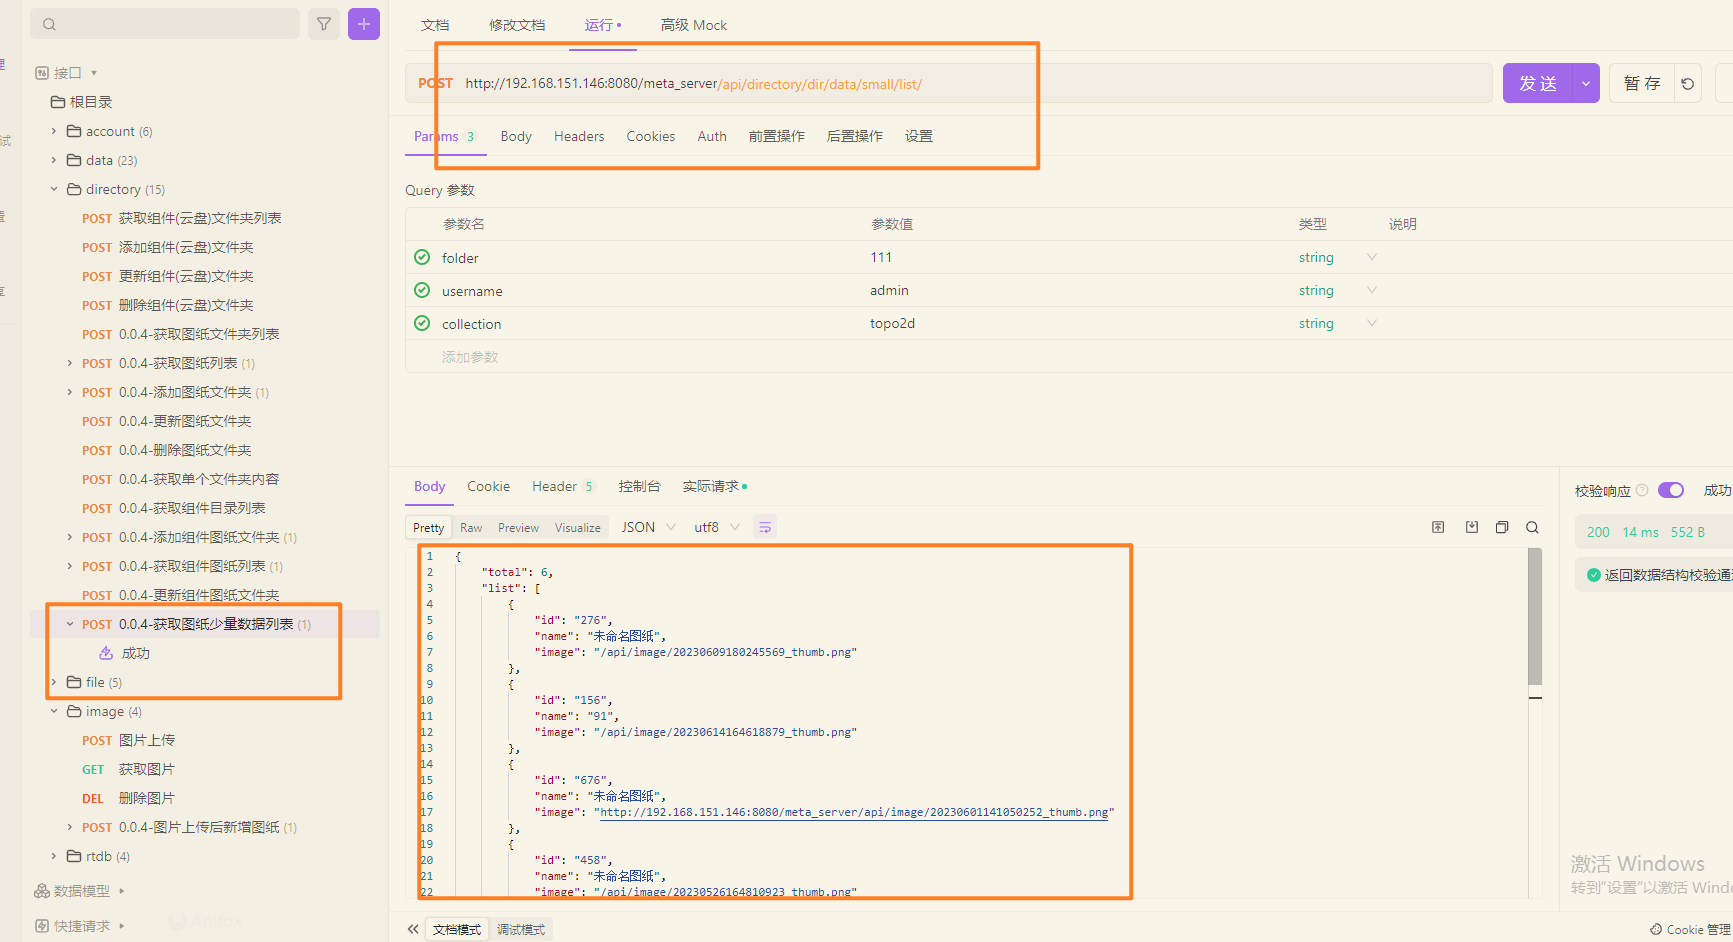 理
试
置
享
接口
根目录
account (6)
data (23)
directory (15)
POST 获取组件(云盘)文件夹列表
POST 添加组件(云盘)文件夹
POST 更新组件(云盘)文件夹
POST 删除组件(云盘)文件夹
POST 0.0.4-获取图纸文件夹列表
POST 0.0.4-获取图纸列表 (1)
POST 0.0.4-添加图纸文件夹 (1)
POST 0.0.4-更新图纸文件夹
POST 0.0.4-删除图纸文件夹
POST 0.0.4-获取单个文件夹内容
POST 0.0.4-获取组件目录列表
POST 0.0.4-添加组件图纸文件夹 (1)
POST 0.0.4-获取组件图纸列表 (1)
POST 0.0.4-更新组件图纸文件夹
POST 0.0.4-获取图纸少量数据列表 (1)
成功
file (5)
image (4)
POST 图片上传
GET 获取图片
DEL 删除图片
POST 0.0.4-图片上传后新增图纸 (1)
rtdb (4)
数据模型
快捷请求
Apifox
文档 修改文档 运行 高级 Mock
POST http://192.168.151.146:8080/meta_server/api/directory/dir/data/small/list/
发 送 暂 存
Params 3 Body Headers Cookies Auth 前置操作 后置操作 设置
Query 参数
参数名 参数值 类型 说明
folder 111 string
username admin string
collection topo2d string
添加参数
Body Cookie Header 5 控制台 实际请求
Pretty Raw Preview Visualize JSON utf8
1 {
2 "total": 6,
3 "list": [
4 {
5 "id": "276",
6 "name": "未命名图纸",
7 "image": "/api/image/20230609180245569_thumb.png"
8 },
9 {
10 "id": "156",
11 "name": "91",
12 "image": "/api/image/20230614164618879_thumb.png"
13 },
14 {
15 "id": "676",
16 "name": "未命名图纸",
17 "image": "http://192.168.151.146:8080/meta_server/api/image/20230601141050252_thumb.png"
18 },
19 {
20 "id": "458",
21 "name": "未命名图纸",
22 "image": "/api/image/20230526164810923_thumb.png"
校验响应 成功
200 14 ms 552 B
返回数据结构校验通
激活 Windows
转到"设置"以激活 Wind
文档模式 调试模式
Cookie 管理